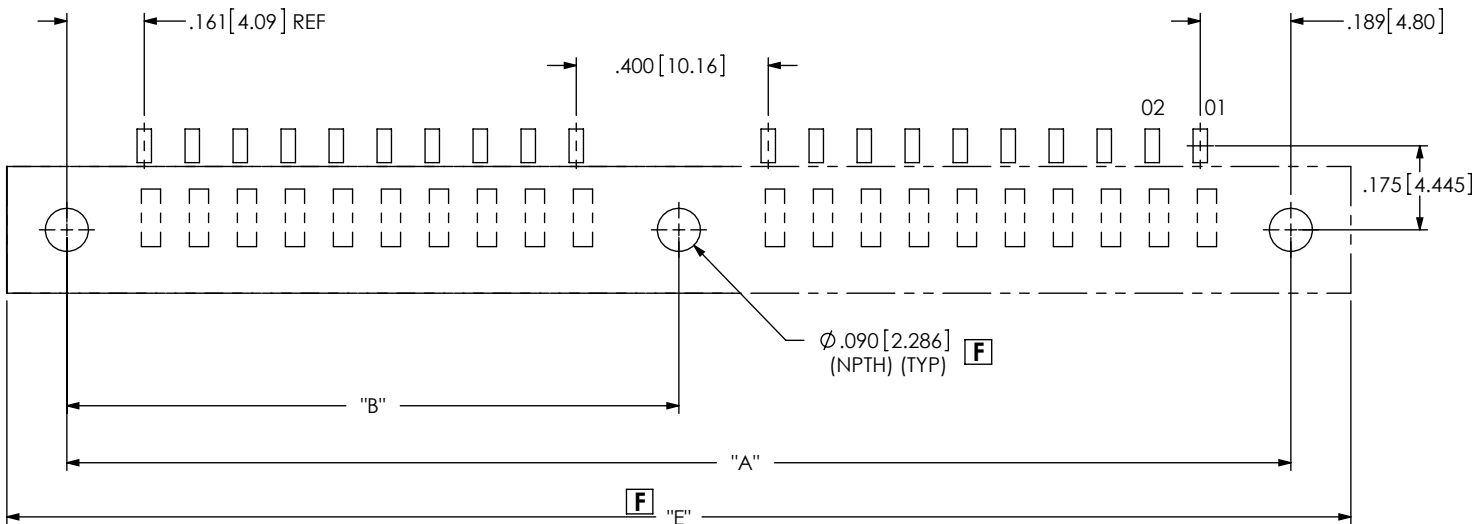 .161[4.09] REF
.189[4.80]
.400[10.16]
02
01
.175[4.445]
Ø.090[2.286]
(NPTH) (TYP)
F
"B"
"A"
F
"E"